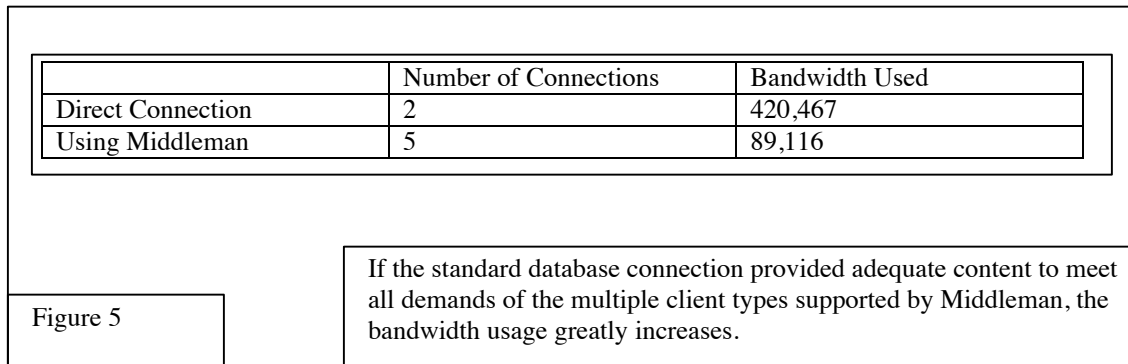 Number of Connections Bandwidth Used
Direct Connection 2 420,467
Using Middleman 5 89,116
If the standard database connection provided adequate content to meet
all demands of the multiple client types supported by Middleman, the
bandwidth usage greatly increases.
Figure 5